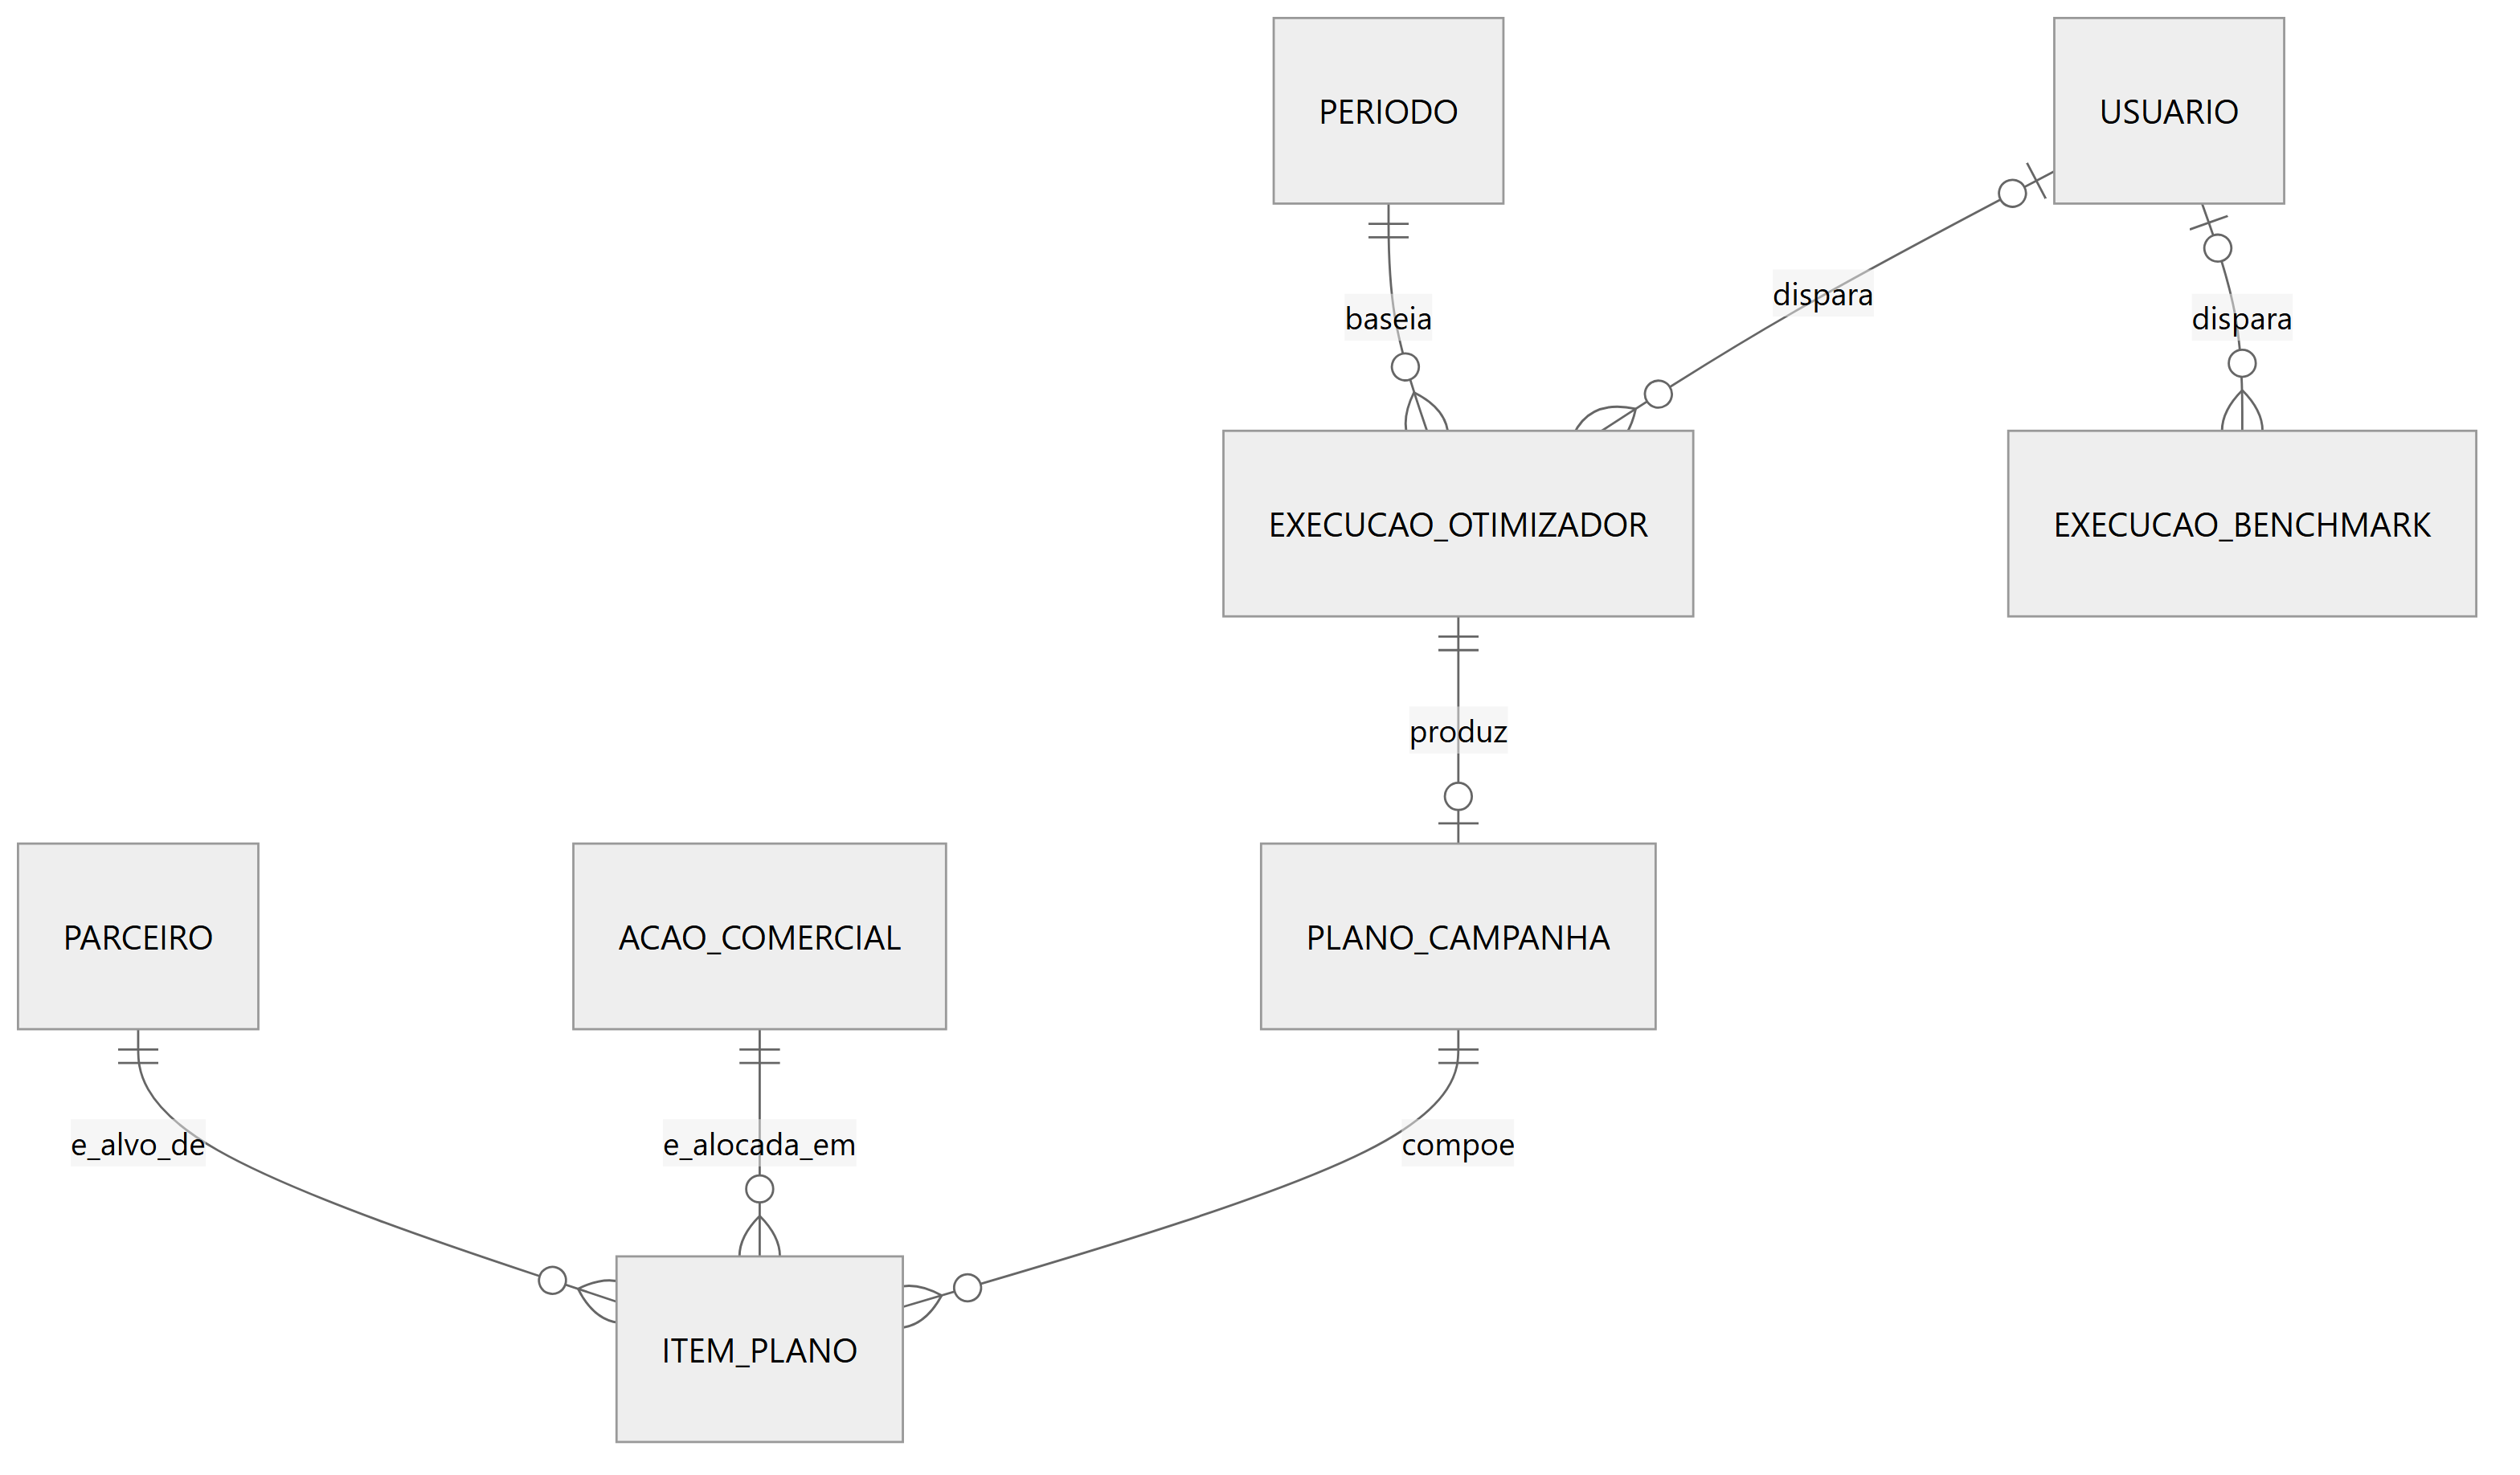 PERIODO
USUARIO
dispara
baseia
dispara
EXECUCAO_OTIMIZADOR
EXECUCAO_BENCHMARK
produz
PARCEIRO
ACAO_COMERCIAL
PLANO_CAMPANHA
e_alvo_de
e_alocada_em
compoe
ITEM_PLANO